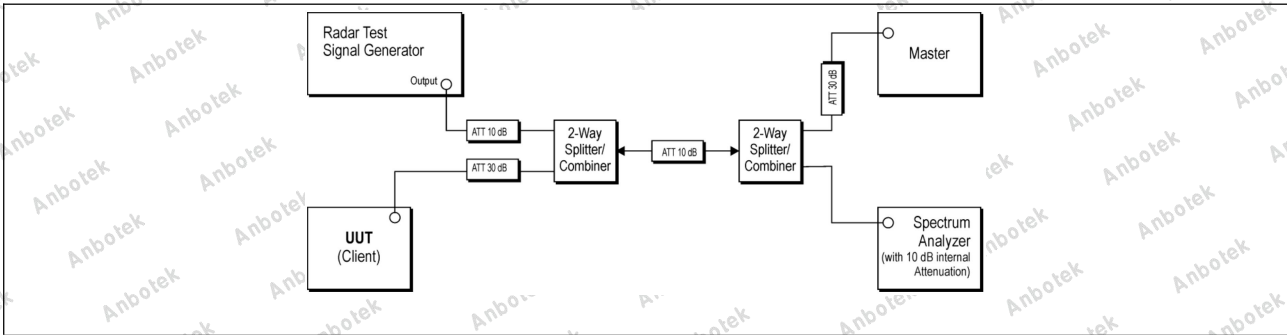 Radar Test
Signal Generator
Output
ATT 10 dB
ATT 30 dB
2-Way
Splitter/
Combiner
UUT
(Client)
ATT 10 dB
2-Way
Splitter/
Combiner
ATT 30 dB
Master
Spectrum
Analyzer
(with 10 dB internal
Attenuation)
Anbotek